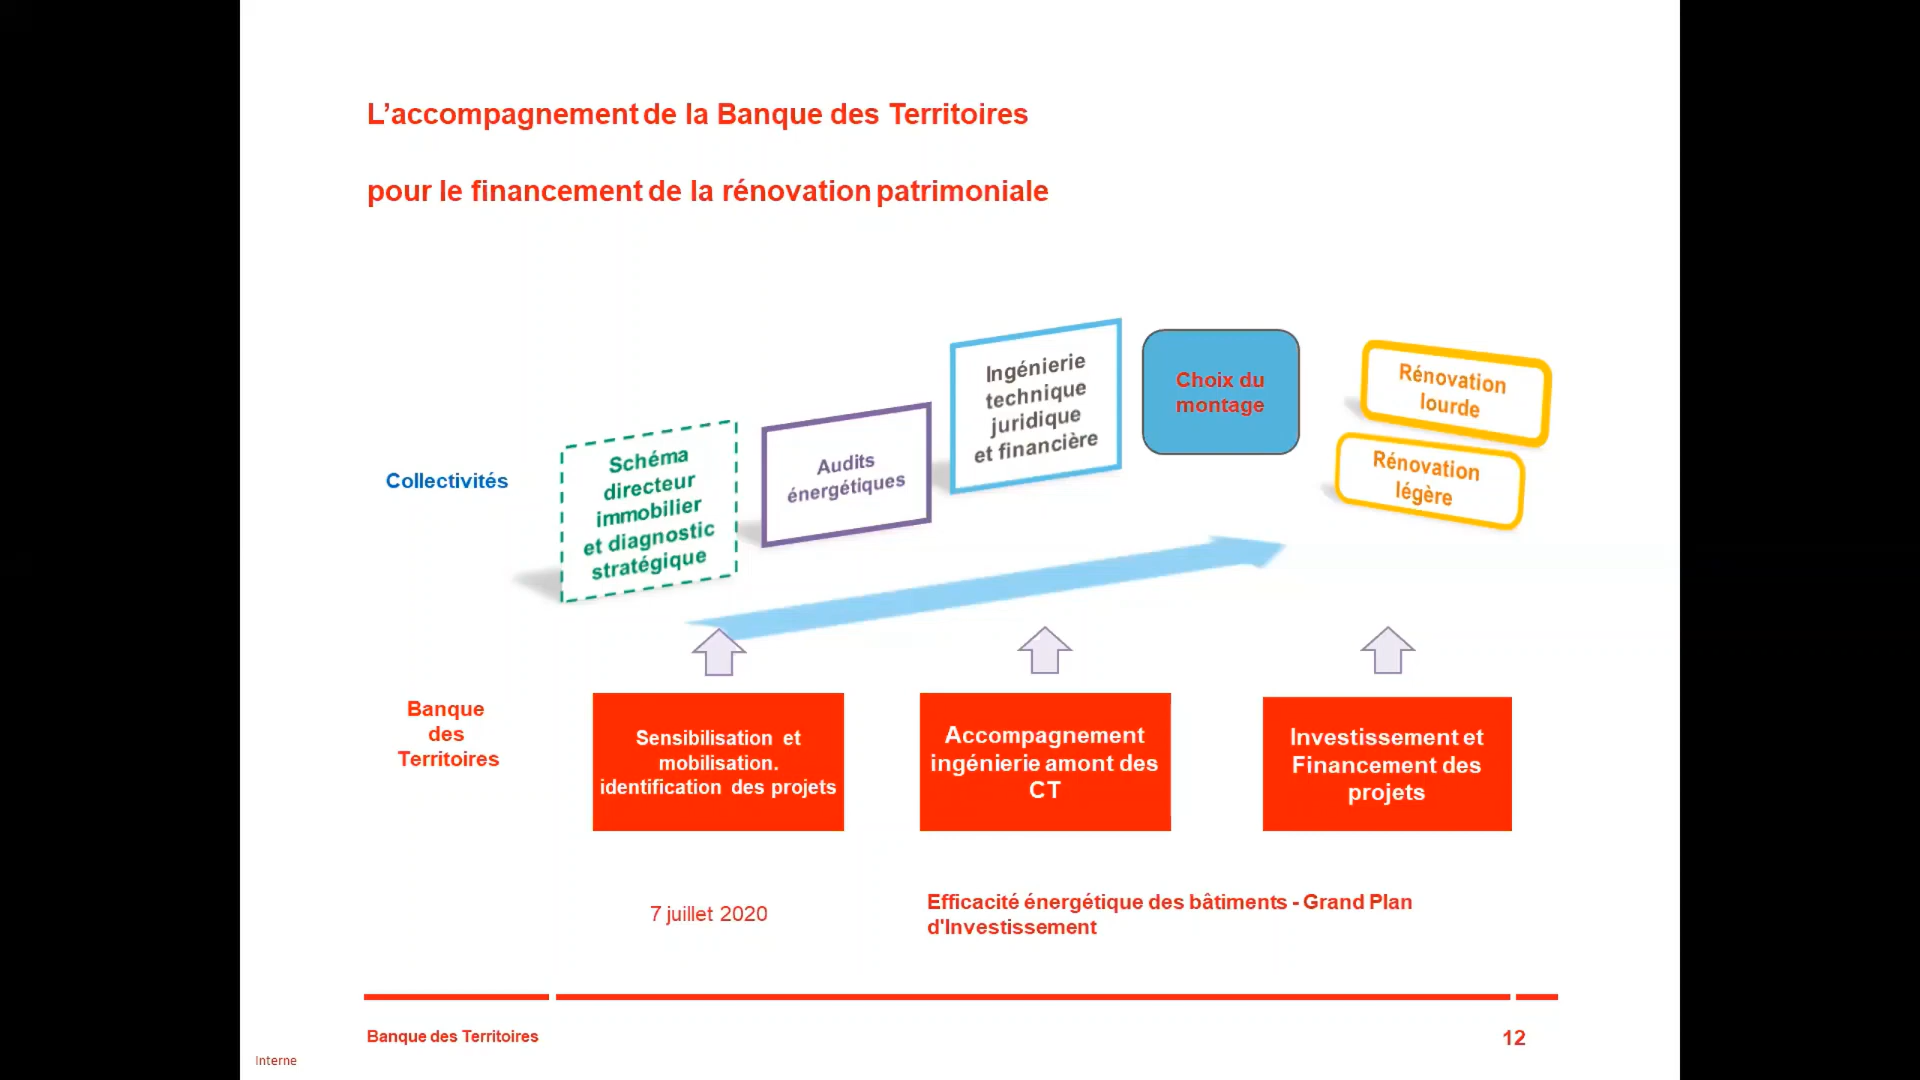 L’accompagnement de la Banque des Territoires
pour le financement de la rénovation patrimoniale
Collectivités
Schéma
directeur
immobilier
et diagnostic
stratégique
Audits
énergétiques
Ingénierie
technique
juridique
et financière
Choix du
montage
Rénovation
lourde
Rénovation
légère
Banque
des
Territoires
Sensibilisation et
mobilisation.
identification des projets
Accompagnement
ingénierie amont des
CT
Investissement et
Financement des
projets
7 juillet 2020
Efficacité énergétique des bâtiments - Grand Plan
d'Investissement
Banque des Territoires
12
Interne